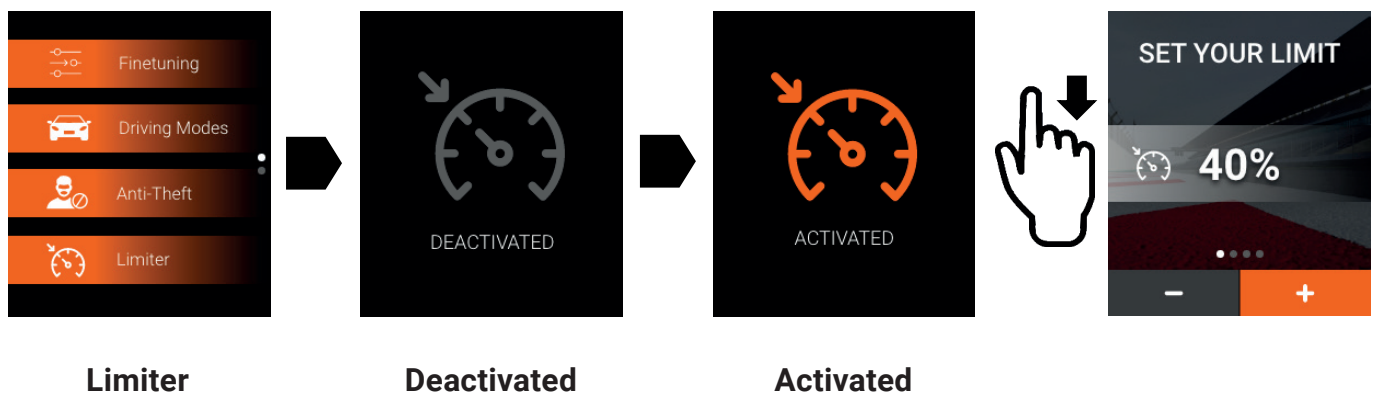 Finetuning
Driving Modes
Anti-Theft
Limiter
DEACTIVATED
ACTIVATED
SET YOUR LIMIT
40%
− +
Limiter
Deactivated
Activated